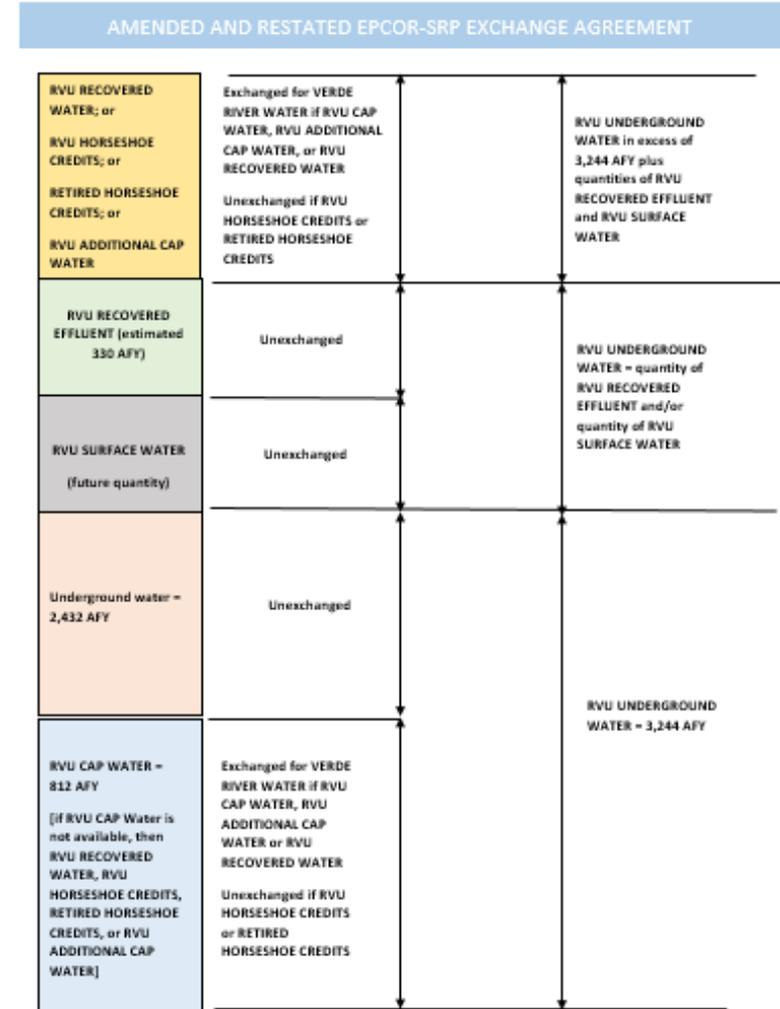 AMENDED AND RESTATED EPCOR-SRP EXCHANGE AGREEMENT
RVU RECOVERED
WATER; or
RVU HORSESHOE
CREDITS; or
RETIRED HORSESHOE
CREDITS; or
RVU ADDITIONAL CAP
WATER
Exchanged for VERDE
RIVER WATER if RVU CAP
WATER, RVU ADDITIONAL
CAP WATER, or RVU
RECOVERED WATER
Unexchanged if RVU
HORSESHOE CREDITS or
RETIRED HORSESHOE
CREDITS
RVU UNDERGROUND
WATER in excess of
3,244 AFY plus
quantities of RVU
RECOVERED EFFLUENT
and RVU SURFACE
WATER
RVU RECOVERED
EFFLUENT (estimated
330 AFY)
Unexchanged
RVU UNDERGROUND
WATER = quantity of
RVU RECOVERED
EFFLUENT and/or
quantity of RVU
SURFACE WATER
RVU SURFACE WATER
(future quantity)
Unexchanged
Underground water =
2,432 AFY
Unexchanged
RVU UNDERGROUND
WATER = 3,244 AFY
RVU CAP WATER =
812 AFY
[if RVU CAP Water is
not available, then
RVU RECOVERED
WATER, RVU
HORSESHOE CREDITS,
RETIRED HORSESHOE
CREDITS, or RVU
ADDITIONAL CAP
WATER]
Exchanged for VERDE
RIVER WATER if RVU
CAP WATER, RVU
ADDITIONAL CAP
WATER or RVU
RECOVERED WATER
Unexchanged if RVU
HORSESHOE CREDITS
or RETIRED
HORSESHOE CREDITS